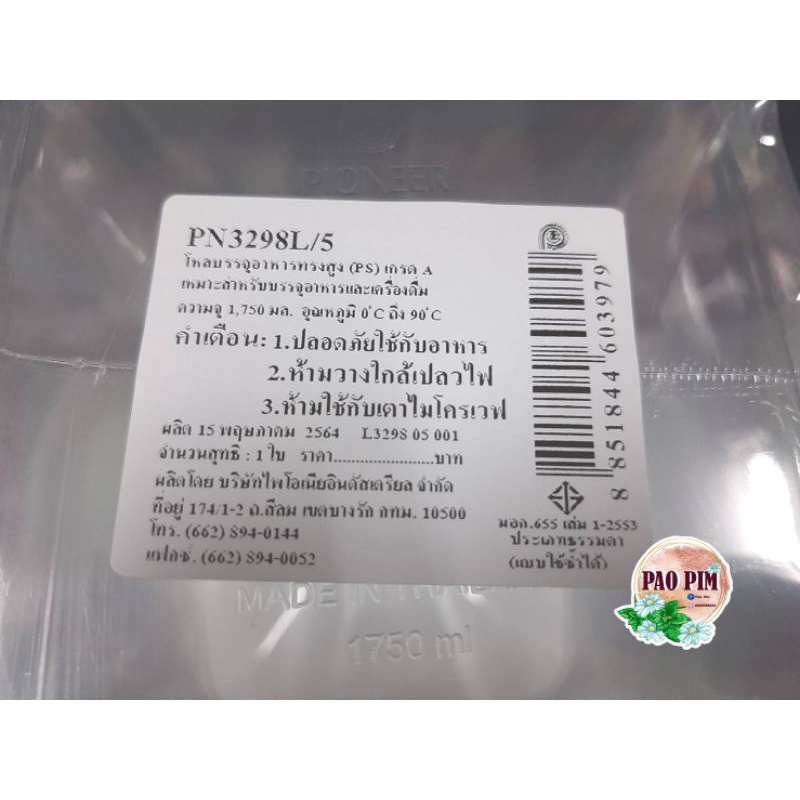 PIONEER
PN3298L/5
โหลบรรจุอาหารทรงสูง (PS) เกรด A
เหมาะสำหรับบรรจุอาหารและเครื่องดื่ม
ความจุ 1,750 มล. อุณหภูมิ 0°C ถึง 90°C
คำเตือน: 1.ปลอดภัยใช้กับอาหาร
2.ห้ามวางใกล้เปลวไฟ
3.ห้ามใช้กับเตาไมโครเวฟ
ผลิต 15 พฤษภาคม 2564 L3298 05 001
จำนวนสุทธิ : 1 ใบ ราคา.......................บาท
ผลิตโดย บริษัทไพโอเนียอินดัสเตรียล จำกัด
ที่อยู่ 174/1-2 ถ.สีลม เขตบางรัก กทม. 10500
โทร. (662) 894-0144
แฟกซ์. (662) 894-0052
8 851844 603979
มอก.655 เล่ม 1-2553
ประเภทธรรมดา
(แบบใช้ซ้ำได้)
PAO PIM
MADE IN THAILAND
1750 ml